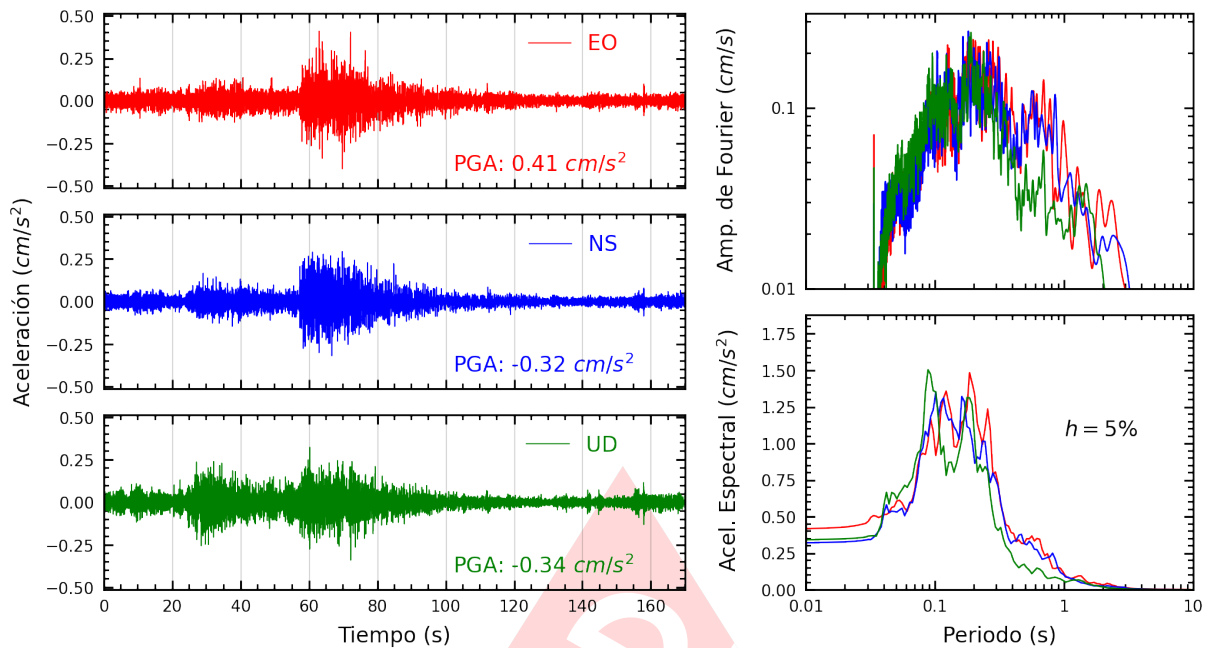 Aceleración (cm/s²)
0.50
0.25
0.00
−0.25
−0.50
EO
PGA: 0.41 cm/s²
0.50
0.25
0.00
−0.25
−0.50
NS
PGA: -0.32 cm/s²
0.50
0.25
0.00
−0.25
−0.50
UD
PGA: -0.34 cm/s²
0 20 40 60 80 100 120 140 160
Tiempo (s)
Amp. de Fourier (cm/s)
0.1
0.01
Acel. Espectral (cm/s²)
1.75
1.50
1.25
1.00
0.75
0.50
0.25
0.00
h = 5%
0.01 0.1 1 10
Periodo (s)